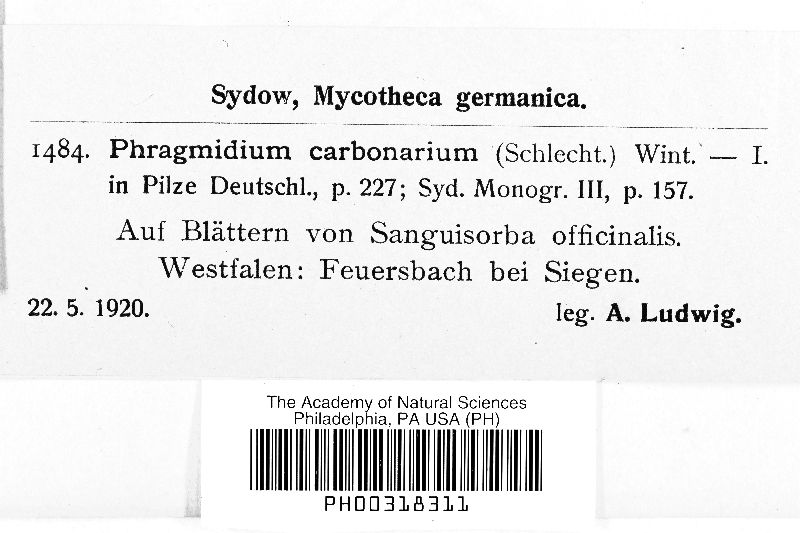 Sydow, Mycotheca germanica.
1484. Phragmidium carbonarium (Schlecht.) Wint. — I.
in Pilze Deutschl., p. 227; Syd. Monogr. III, p. 157.
Auf Blättern von Sanguisorba officinalis.
Westfalen: Feuersbach bei Siegen.
22. 5. 1920. leg. A. Ludwig.
The Academy of Natural Sciences
Philadelphia, PA USA (PH)
PH00318311